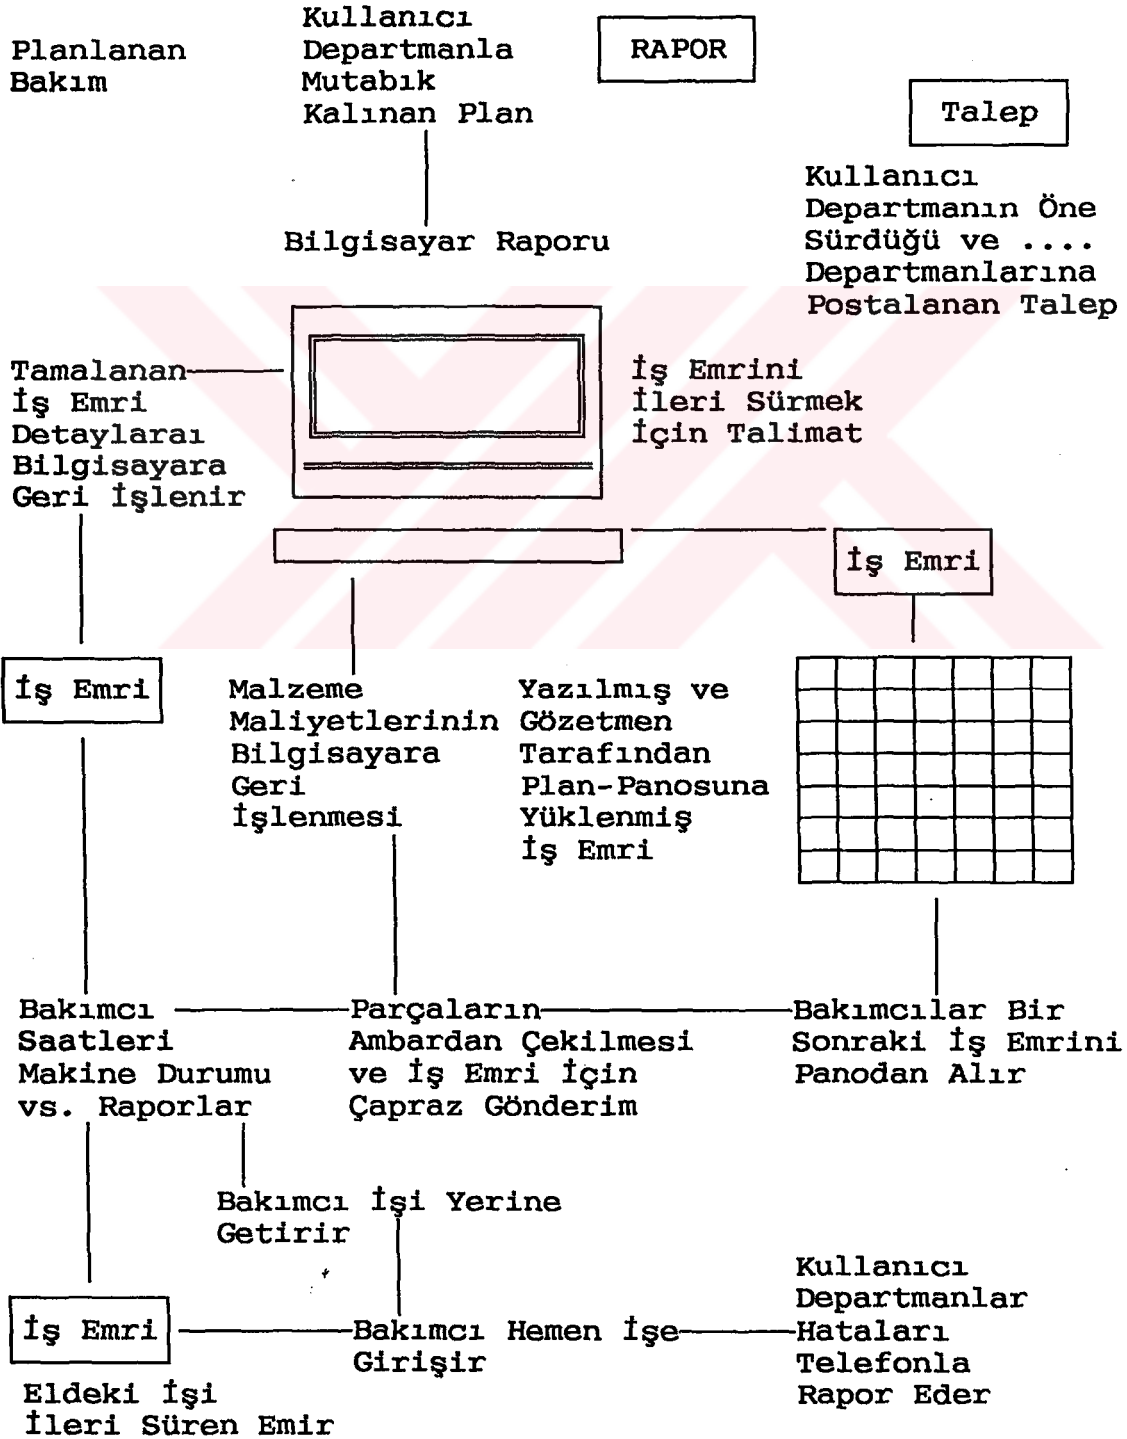 Planlanan
Bakım
Kullanıcı
Departmanla
Mutabık
Kalınan Plan
RAPOR
Talep
Kullanıcı
Departmanın Öne
Sürdüğü ve ....
Departmanlarına
Postalanan Talep
Bilgisayar Raporu
Tamalanan
İş Emri
Detayları
Bilgisayara
Geri İşlenir
İş Emrini
İleri Sürmek
İçin Talimat
İş Emri
İş Emri
Malzeme
Maliyetlerinin
Bilgisayara
Geri
İşlenmesi
Yazılmış ve
Gözetmen
Tarafından
Plan-Panosuna
Yüklenmiş
İş Emri
Bakımcı
Saatleri
Makine Durumu
vs. Raporlar
Parçaların
Ambardan Çekilmesi
ve İş Emri İçin
Çapraz Gönderim
Bakımcılar Bir
Sonraki İş Emrini
Panodan Alır
Bakımcı İşi Yerine
Getirir
İş Emri
Eldeki İşi
İleri Süren Emir
Bakımcı Hemen İşe
Girişir
Kullanıcı
Departmanlar
Hataları
Telefonla
Rapor Eder